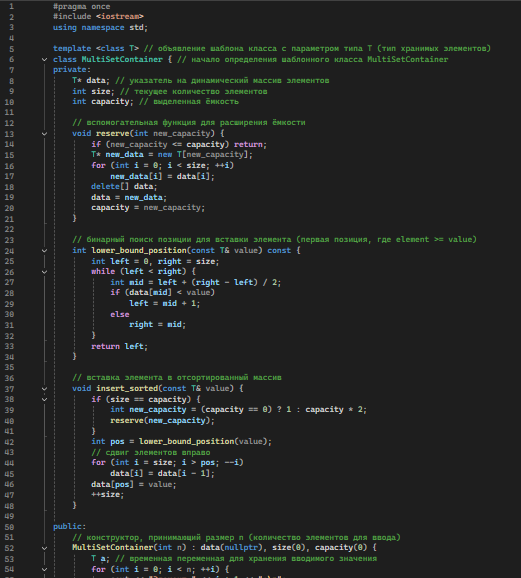 1 #pragma once
2 #include <iostream>
3 using namespace std;
4
5 template <class T> // объявление шаблона класса с параметром типа T (тип хранимых элементов)
6 class MultiSetContainer { // начало определения шаблонного класса MultiSetContainer
7 private:
8 T* data; // указатель на динамический массив элементов
9 int size; // текущее количество элементов
10 int capacity; // выделенная ёмкость
11
12 // вспомогательная функция для расширения ёмкости
13 void reserve(int new_capacity) {
14 if (new_capacity <= capacity) return;
15 T* new_data = new T[new_capacity];
16 for (int i = 0; i < size; ++i)
17 new_data[i] = data[i];
18 delete[] data;
19 data = new_data;
20 capacity = new_capacity;
21 }
22
23 // бинарный поиск позиции для вставки элемента (первая позиция, где element >= value)
24 int lower_bound_position(const T& value) const {
25 int left = 0, right = size;
26 while (left < right) {
27 int mid = left + (right - left) / 2;
28 if (data[mid] < value)
29 left = mid + 1;
30 else
31 right = mid;
32 }
33 return left;
34 }
35
36 // вставка элемента в отсортированный массив
37 void insert_sorted(const T& value) {
38 if (size == capacity) {
39 int new_capacity = (capacity == 0) ? 1 : capacity * 2;
40 reserve(new_capacity);
41 }
42 int pos = lower_bound_position(value);
43 // сдвиг элементов вправо
44 for (int i = size; i > pos; --i)
45 data[i] = data[i - 1];
46 data[pos] = value;
47 ++size;
48 }
49
50 public:
51 // конструктор, принимающий размер n (количество элементов для ввода)
52 MultiSetContainer(int n) : data(nullptr), size(0), capacity(0) {
53 T a; // временная переменная для хранения вводимого значения
54 for (int i = 0; i < n; ++i) {